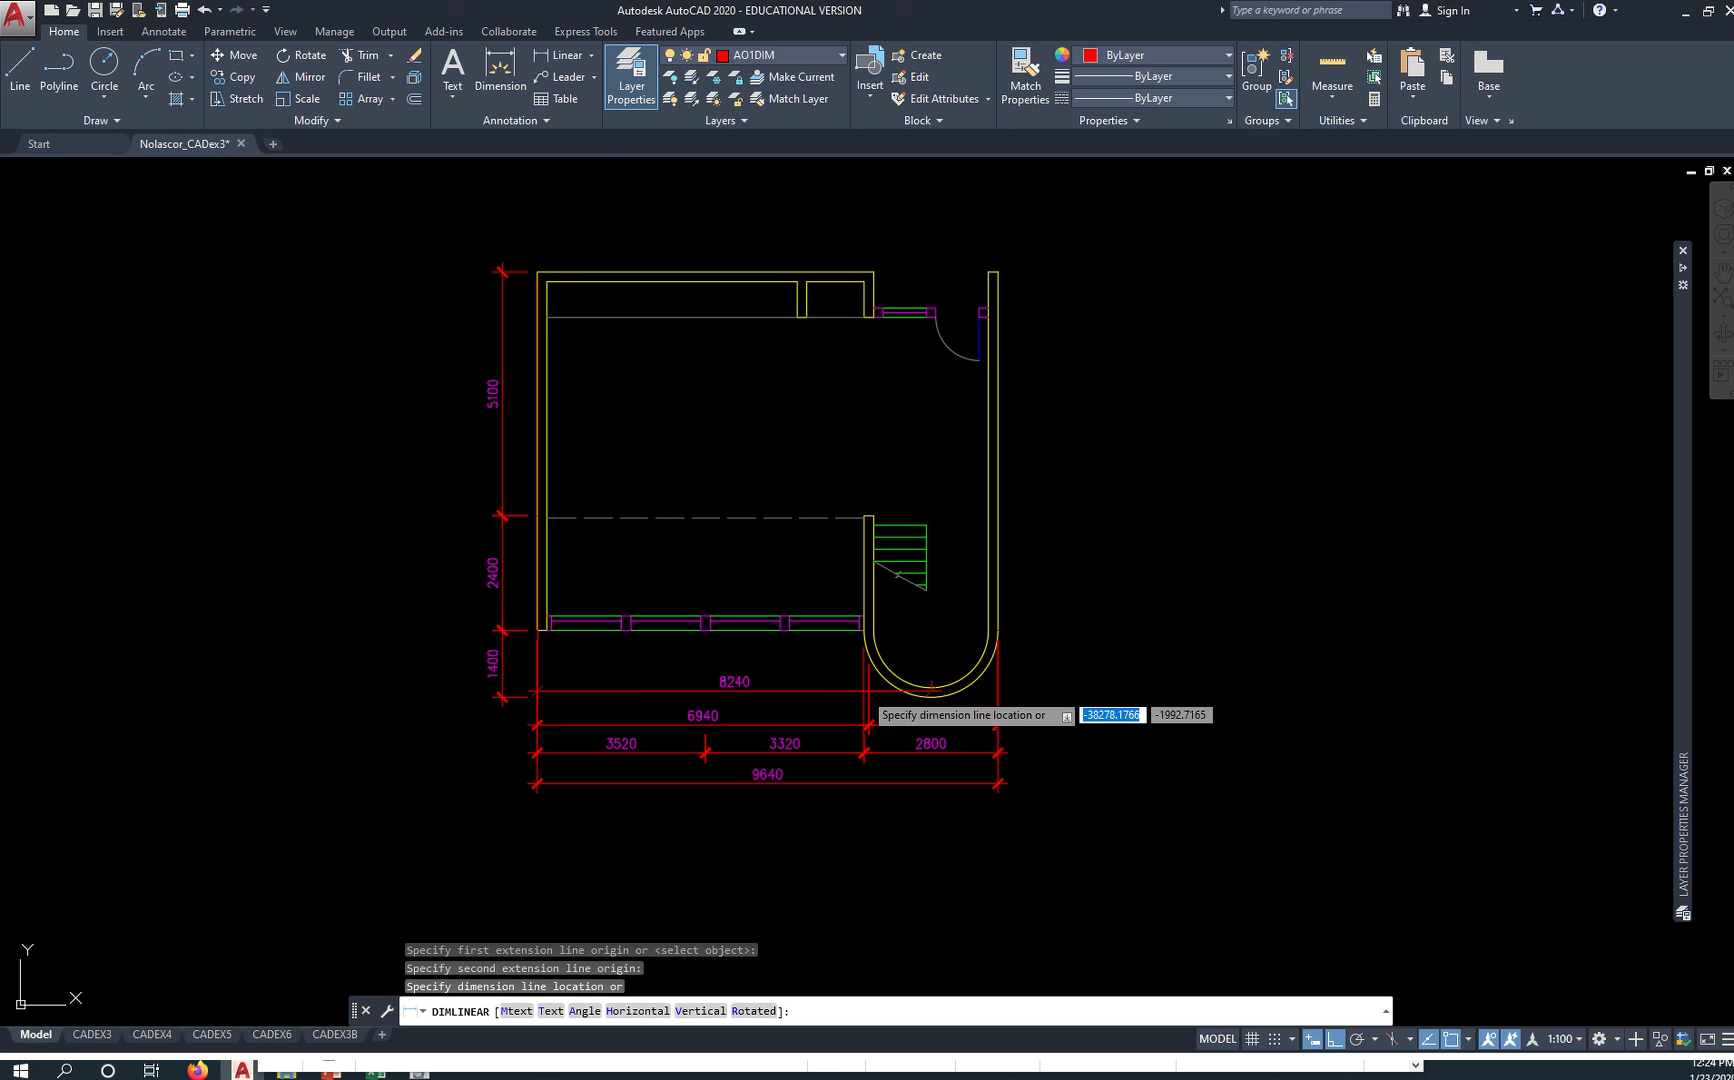 Autodesk AutoCAD 2020 - EDUCATIONAL VERSION
Type a keyword or phrase
Sign In
Home Insert Annotate Parametric View Manage Output Add-ins Collaborate Express Tools Featured Apps
Line Polyline Circle Arc
Move Rotate Trim
Copy Mirror Fillet
Stretch Scale Array
Text Dimension
Linear
Leader
Table
Layer Properties
AO1DIM
Make Current
Match Layer
Insert
Create
Edit
Edit Attributes
Match Properties
ByLayer
ByLayer
ByLayer
Group Measure Paste Base
Draw Modify Annotation Layers Block Properties Groups Utilities Clipboard View
Start Nolascor_CADex3*
5100
2400
1400
8240
6940
Specify dimension line location or -38278.1766 -1992.7165
3520 3320 2800
9640
LAYER PROPERTIES MANAGER
Y
X
Specify first extension line origin or <select object>:
Specify second extension line origin:
Specify dimension line location or
DIMLINEAR [Mtext Text Angle Horizontal Vertical Rotated]:
Model CADEX3 CADEX4 CADEX5 CADEX6 CADEX3B
MODEL 1:100
12:24 PM